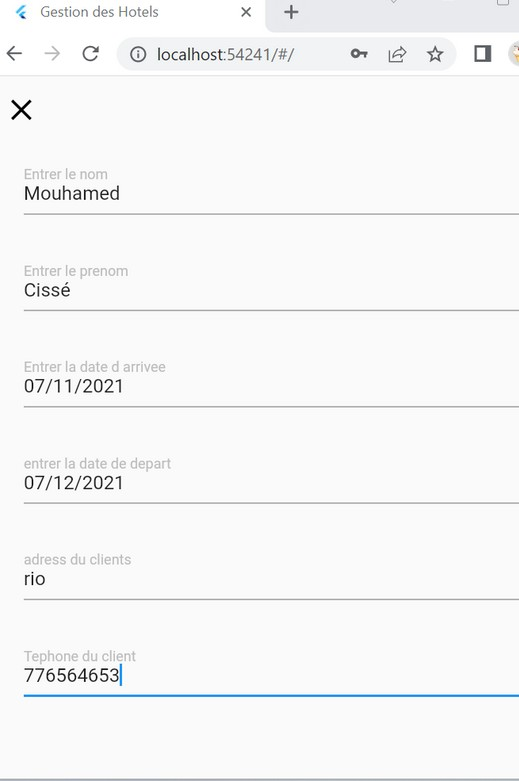 Gestion des Hotels
localhost:54241/#/
Entrer le nom
Mouhamed
Entrer le prenom
Cissé
Entrer la date d arrivee
07/11/2021
entrer la date de depart
07/12/2021
adress du clients
rio
Tephone du client
776564653